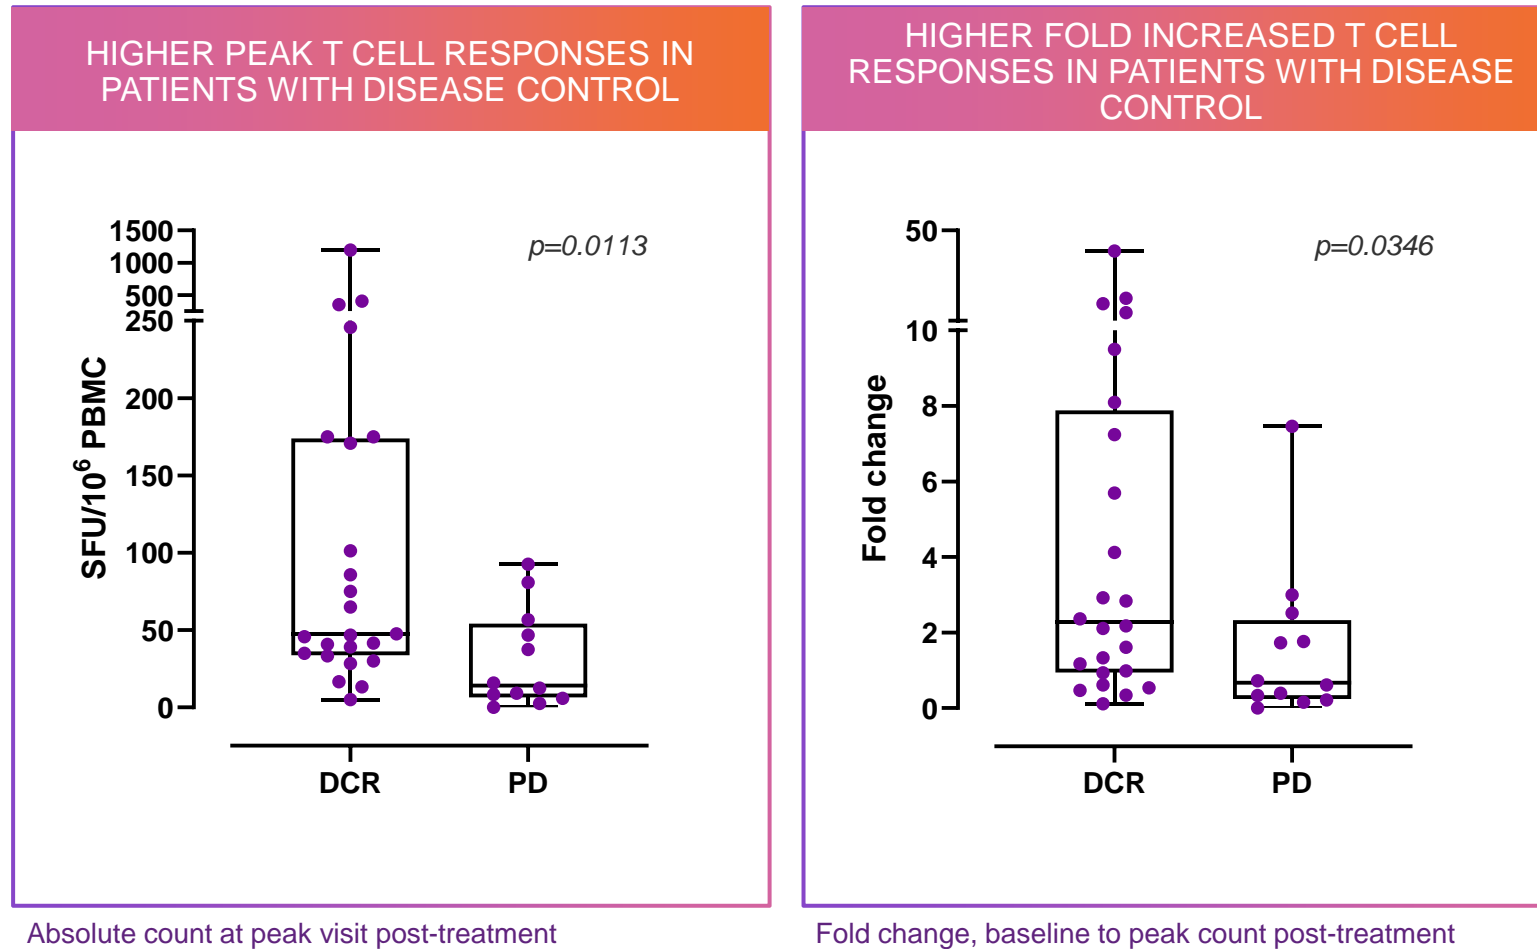 HIGHER PEAK T CELL RESPONSES IN
PATIENTS WITH DISEASE CONTROL
1500
1000
500
250
200
150
100
50
0
SFU/10⁶ PBMC
p=0.0113
DCR
PD
Absolute count at peak visit post-treatment
HIGHER FOLD INCREASED T CELL
RESPONSES IN PATIENTS WITH DISEASE
CONTROL
50
10
8
6
4
2
0
Fold change
p=0.0346
DCR
PD
Fold change, baseline to peak count post-treatment